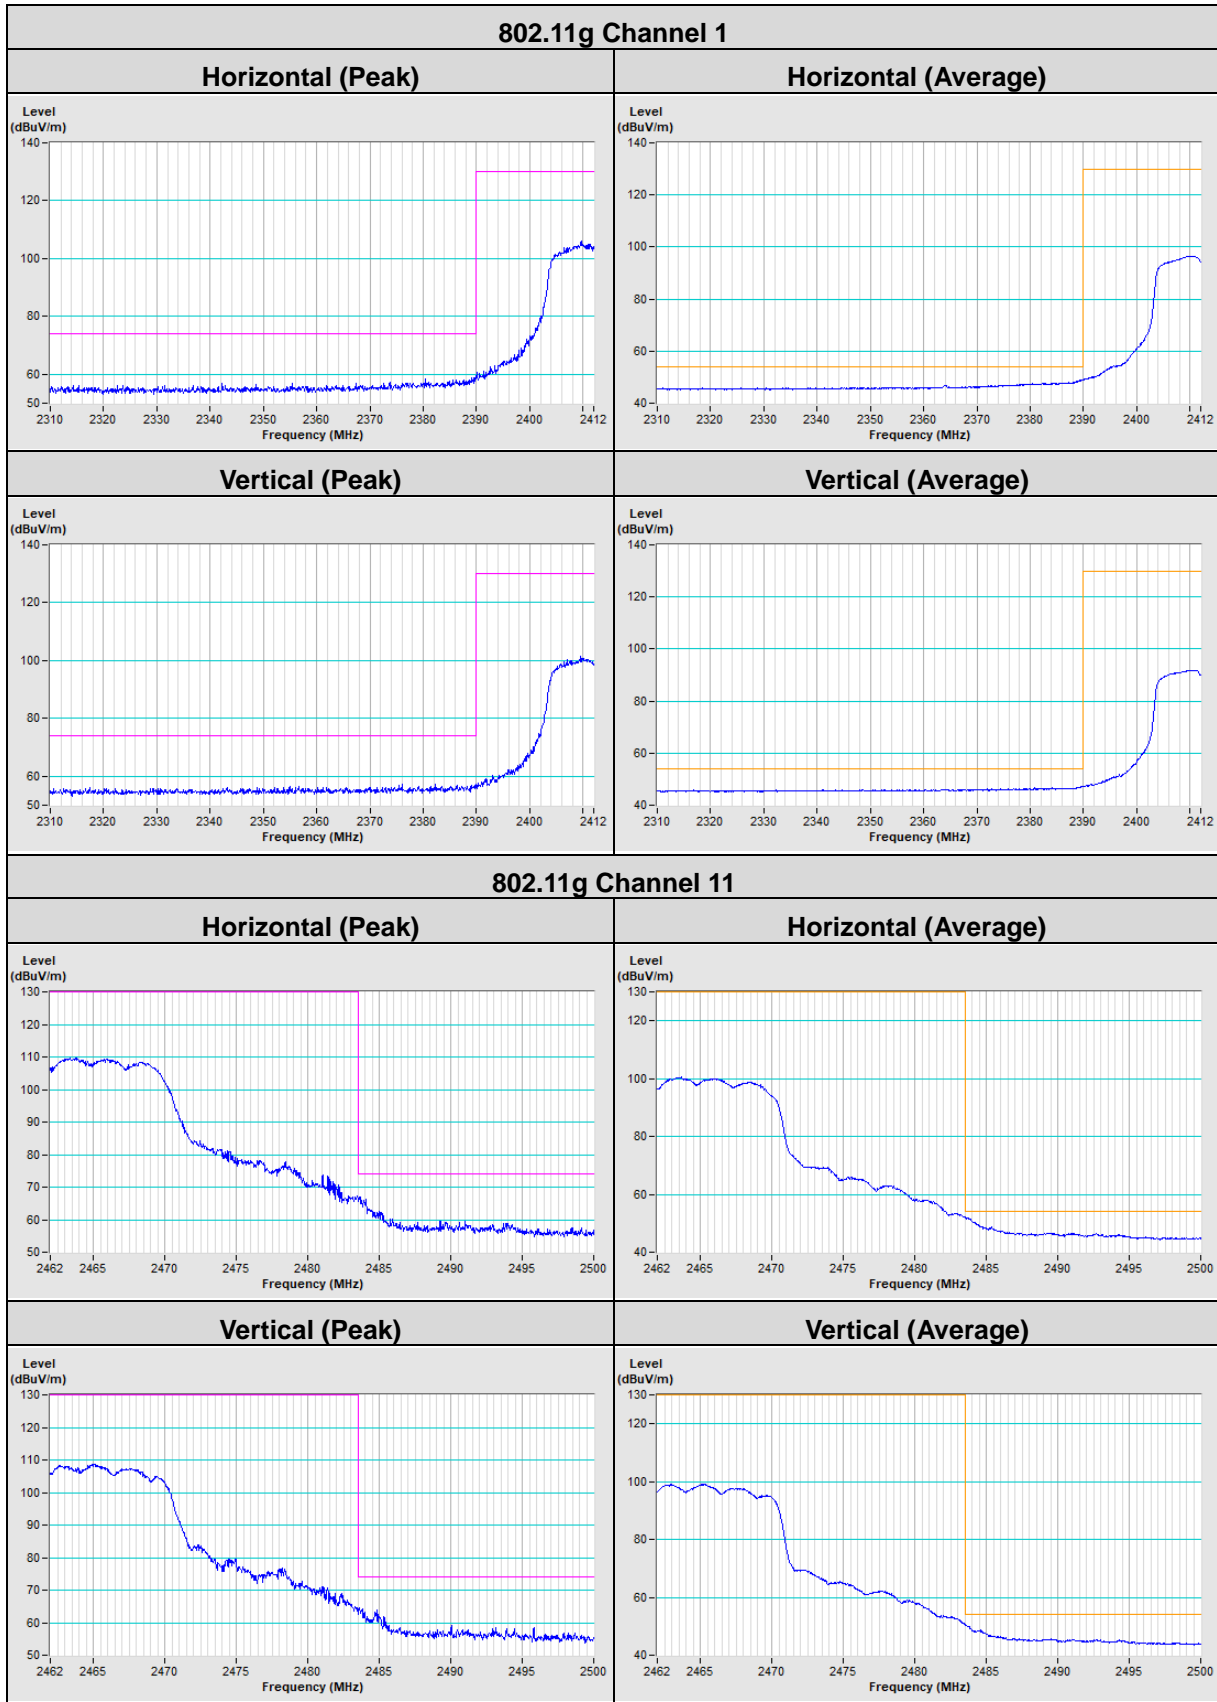 802.11g Channel 1
Horizontal (Peak)
Horizontal (Average)
Level
(dBuV/m)
140
120
100
80
60
50
2310 2320 2330 2340 2350 2360 2370 2380 2390 2400 2412
Frequency (MHz)
Level
(dBuV/m)
140
120
100
80
60
40
2310 2320 2330 2340 2350 2360 2370 2380 2390 2400 2412
Frequency (MHz)
Vertical (Peak)
Vertical (Average)
Level
(dBuV/m)
140
120
100
80
60
50
2310 2320 2330 2340 2350 2360 2370 2380 2390 2400 2412
Frequency (MHz)
Level
(dBuV/m)
140
120
100
80
60
40
2310 2320 2330 2340 2350 2360 2370 2380 2390 2400 2412
Frequency (MHz)
802.11g Channel 11
Horizontal (Peak)
Horizontal (Average)
Level
(dBuV/m)
130
120
110
100
90
80
70
60
50
2462 2465 2470 2475 2480 2485 2490 2495 2500
Frequency (MHz)
Level
(dBuV/m)
130
120
100
80
60
40
2462 2465 2470 2475 2480 2485 2490 2495 2500
Frequency (MHz)
Vertical (Peak)
Vertical (Average)
Level
(dBuV/m)
130
120
110
100
90
80
70
60
50
2462 2465 2470 2475 2480 2485 2490 2495 2500
Frequency (MHz)
Level
(dBuV/m)
130
120
100
80
60
40
2462 2465 2470 2475 2480 2485 2490 2495 2500
Frequency (MHz)